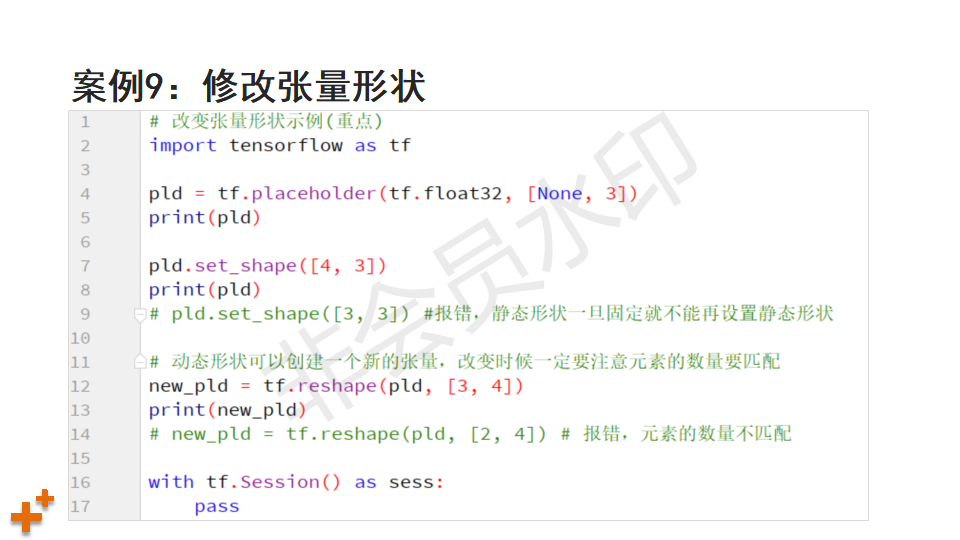 案例9：修改张量形状
1 # 改变张量形状示例(重点)
2 import tensorflow as tf
3
4 pld = tf.placeholder(tf.float32, [None, 3])
5 print(pld)
6
7 pld.set_shape([4, 3])
8 print(pld)
9 # pld.set_shape([3, 3]) #报错，静态形状一旦固定就不能再设置静态形状
10
11 # 动态形状可以创建一个新的张量，改变时候一定要注意元素的数量要匹配
12 new_pld = tf.reshape(pld, [3, 4])
13 print(new_pld)
14 # new_pld = tf.reshape(pld, [2, 4]) # 报错，元素的数量不匹配
15
16 with tf.Session() as sess:
17 pass
非会员水印